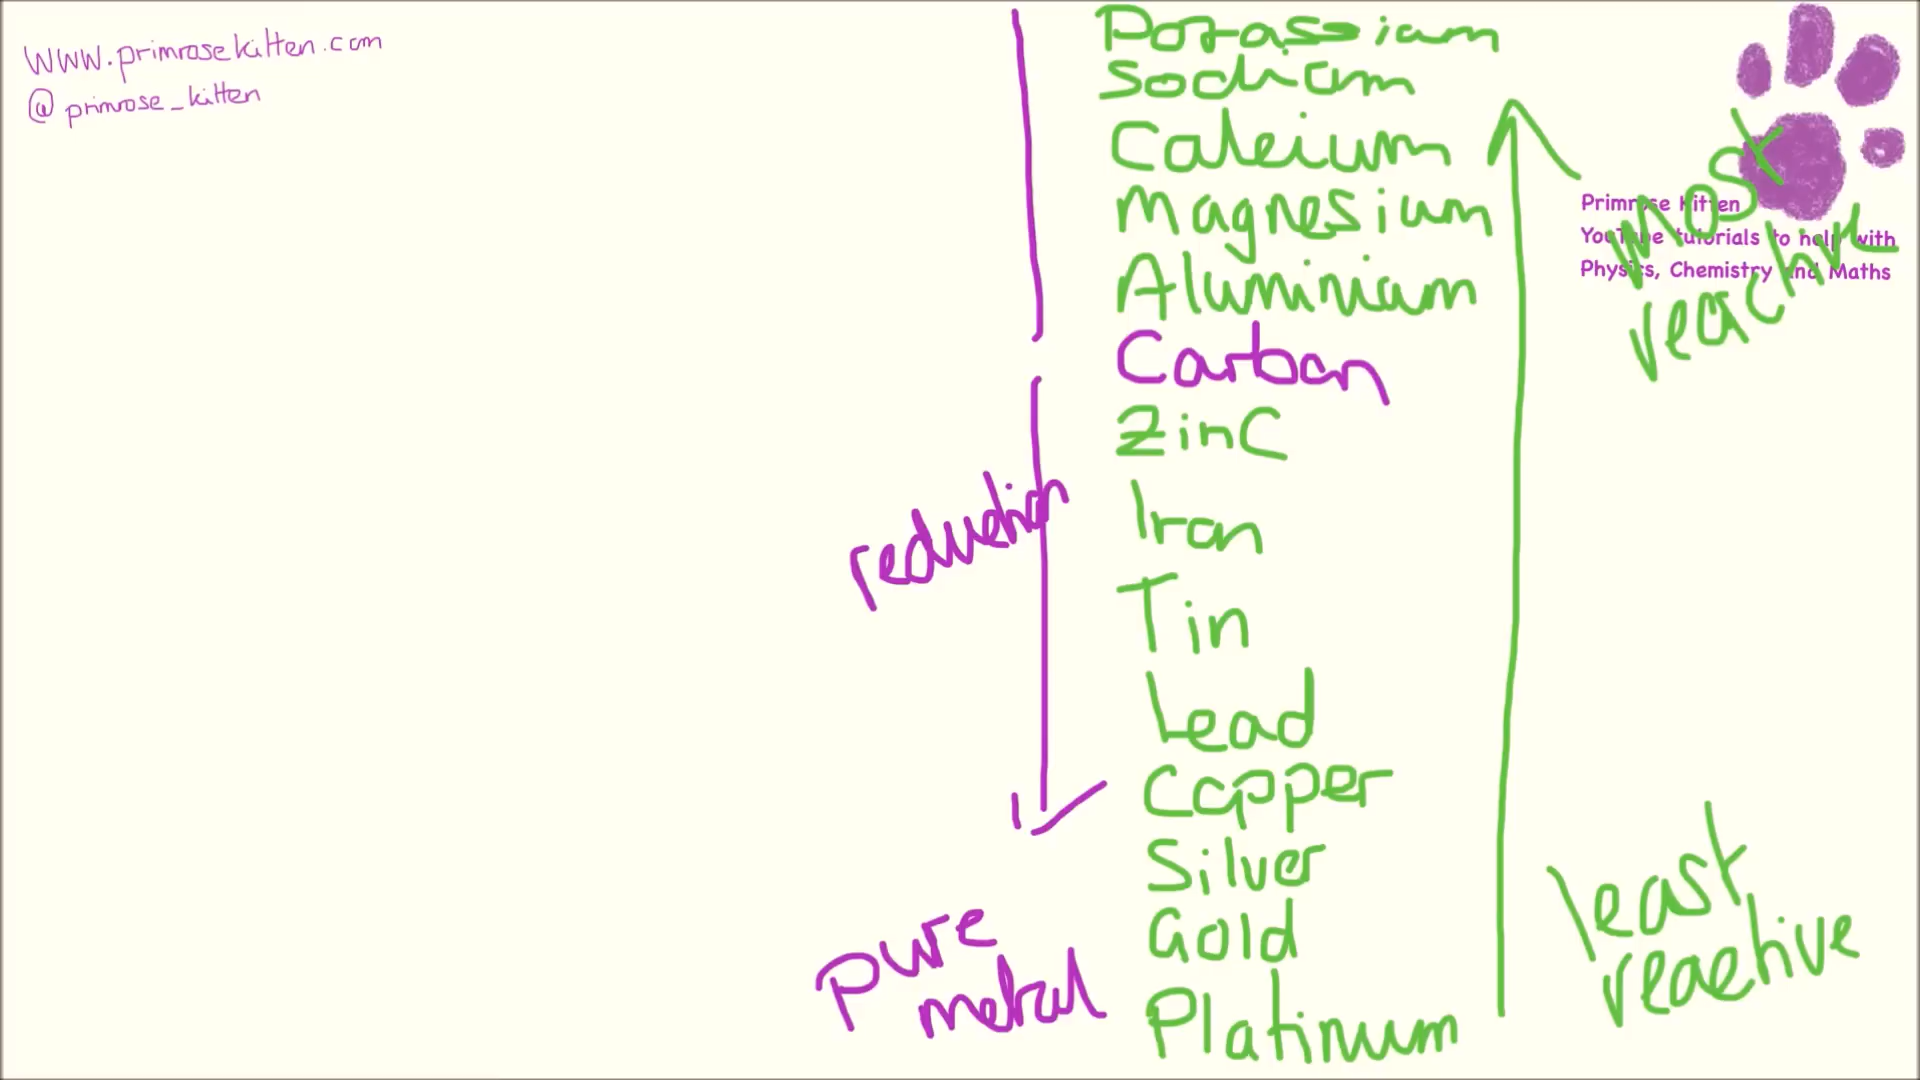 www.primrosekitten.com
@primrose_kitten
Potassium
Sodium
Calcium
Magnesium
Aluminium
Carbon
Zinc
Iron
Tin
Lead
Copper
Silver
Gold
Platinum
reduction
pure
metal
Primrose Kitten
YouTube tutorials to help with
Physics, Chemistry and Maths
most
reactive
least
reactive